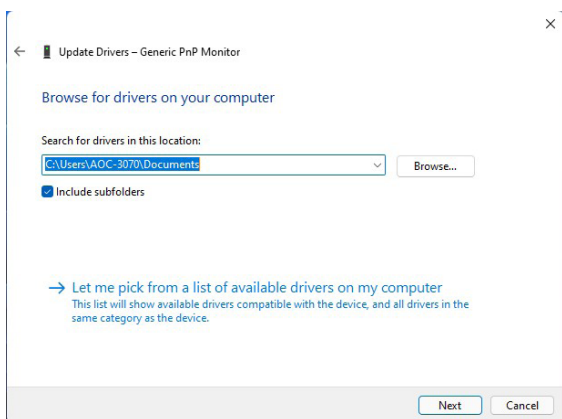 Update Drivers – Generic PnP Monitor
Browse for drivers on your computer
Search for drivers in this location:
C:\Users\AOC-3070\Documents
Browse...
Include subfolders
Let me pick from a list of available drivers on my computer
This list will show available drivers compatible with the device, and all drivers in the
same category as the device.
Next
Cancel